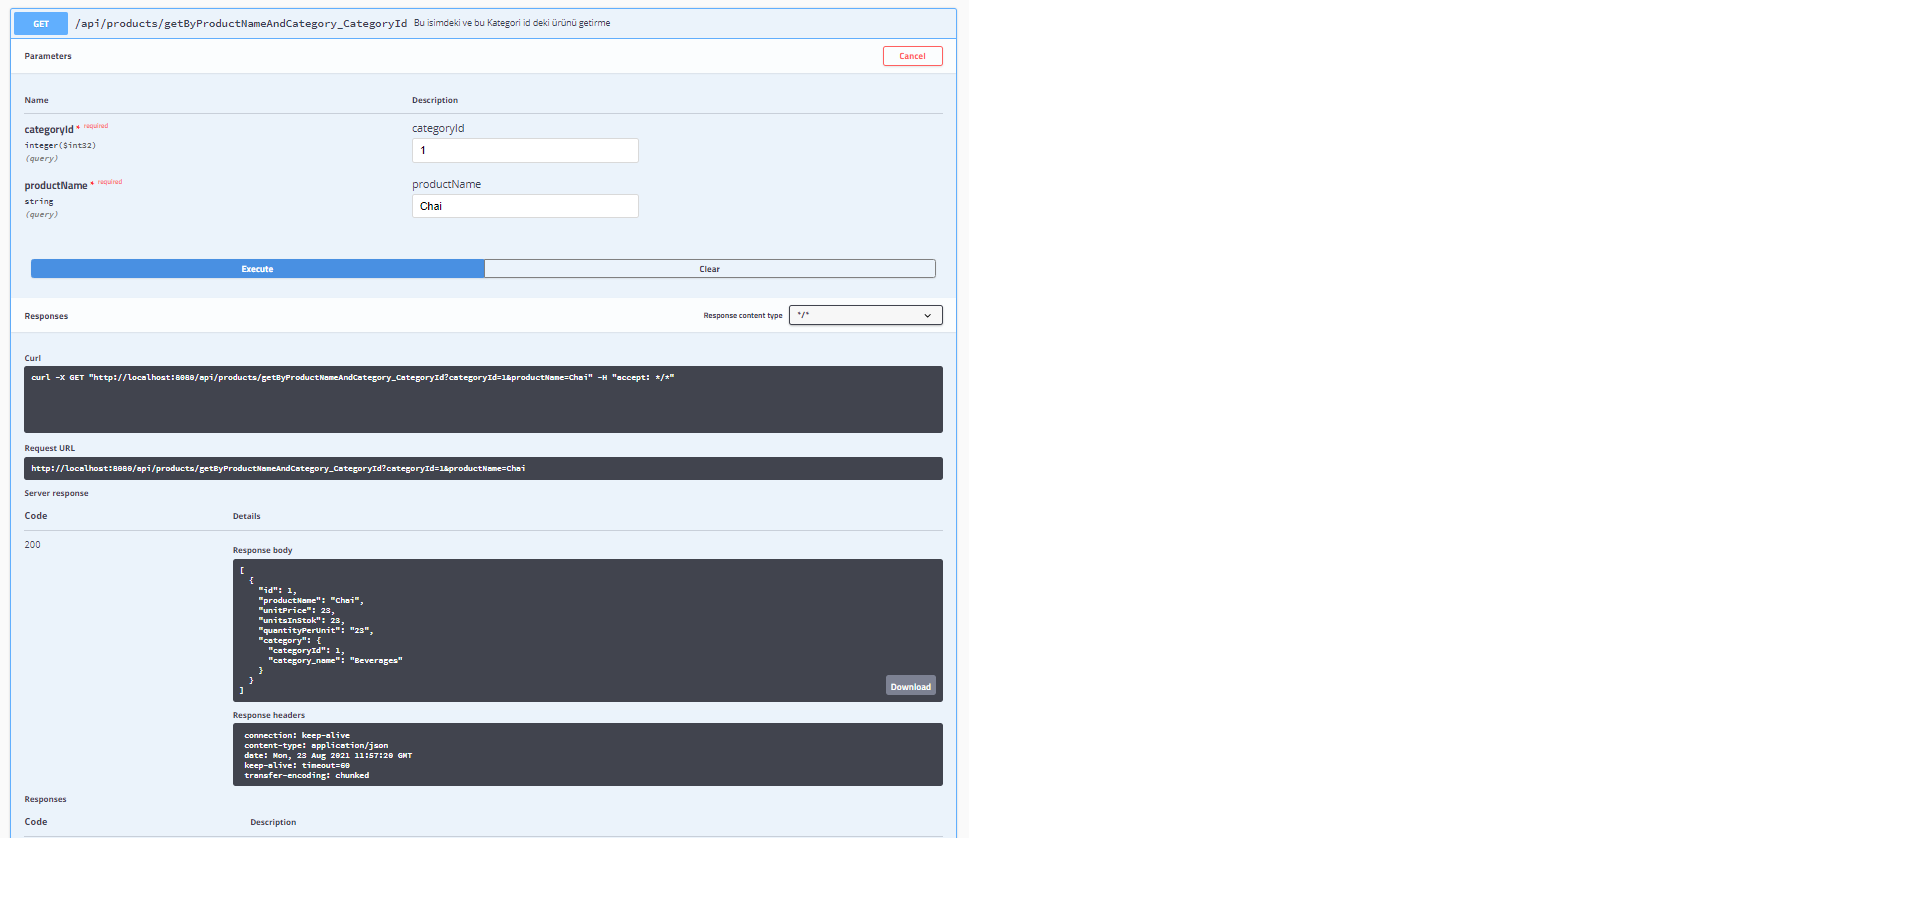 GET /api/products/getByProductNameAndCategory_CategoryId Bu isimdeki ve bu Kategori id deki ürünü getirme
Parameters Cancel
Name Description
categoryId * required categoryId
integer($int32) 1
(query)
productName * required productName
string Chai
(query)
Execute Clear
Responses Response content type */*
Curl
curl -X GET "http://localhost:8080/api/products/getByProductNameAndCategory_CategoryId?categoryId=1&productName=Chai" -H "accept: */*"
Request URL
http://localhost:8080/api/products/getByProductNameAndCategory_CategoryId?categoryId=1&productName=Chai
Server response
Code Details
200
Response body
[
{
"id": 1,
"productName": "Chai",
"unitPrice": 23,
"unitsInStok": 23,
"quantityPerUnit": "23",
"category": {
"categoryId": 1,
"category_name": "Beverages"
}
}
]
Download
Response headers
connection: keep-alive
content-type: application/json
date: Mon, 23 Aug 2021 11:57:20 GMT
keep-alive: timeout=60
transfer-encoding: chunked
Responses
Code Description